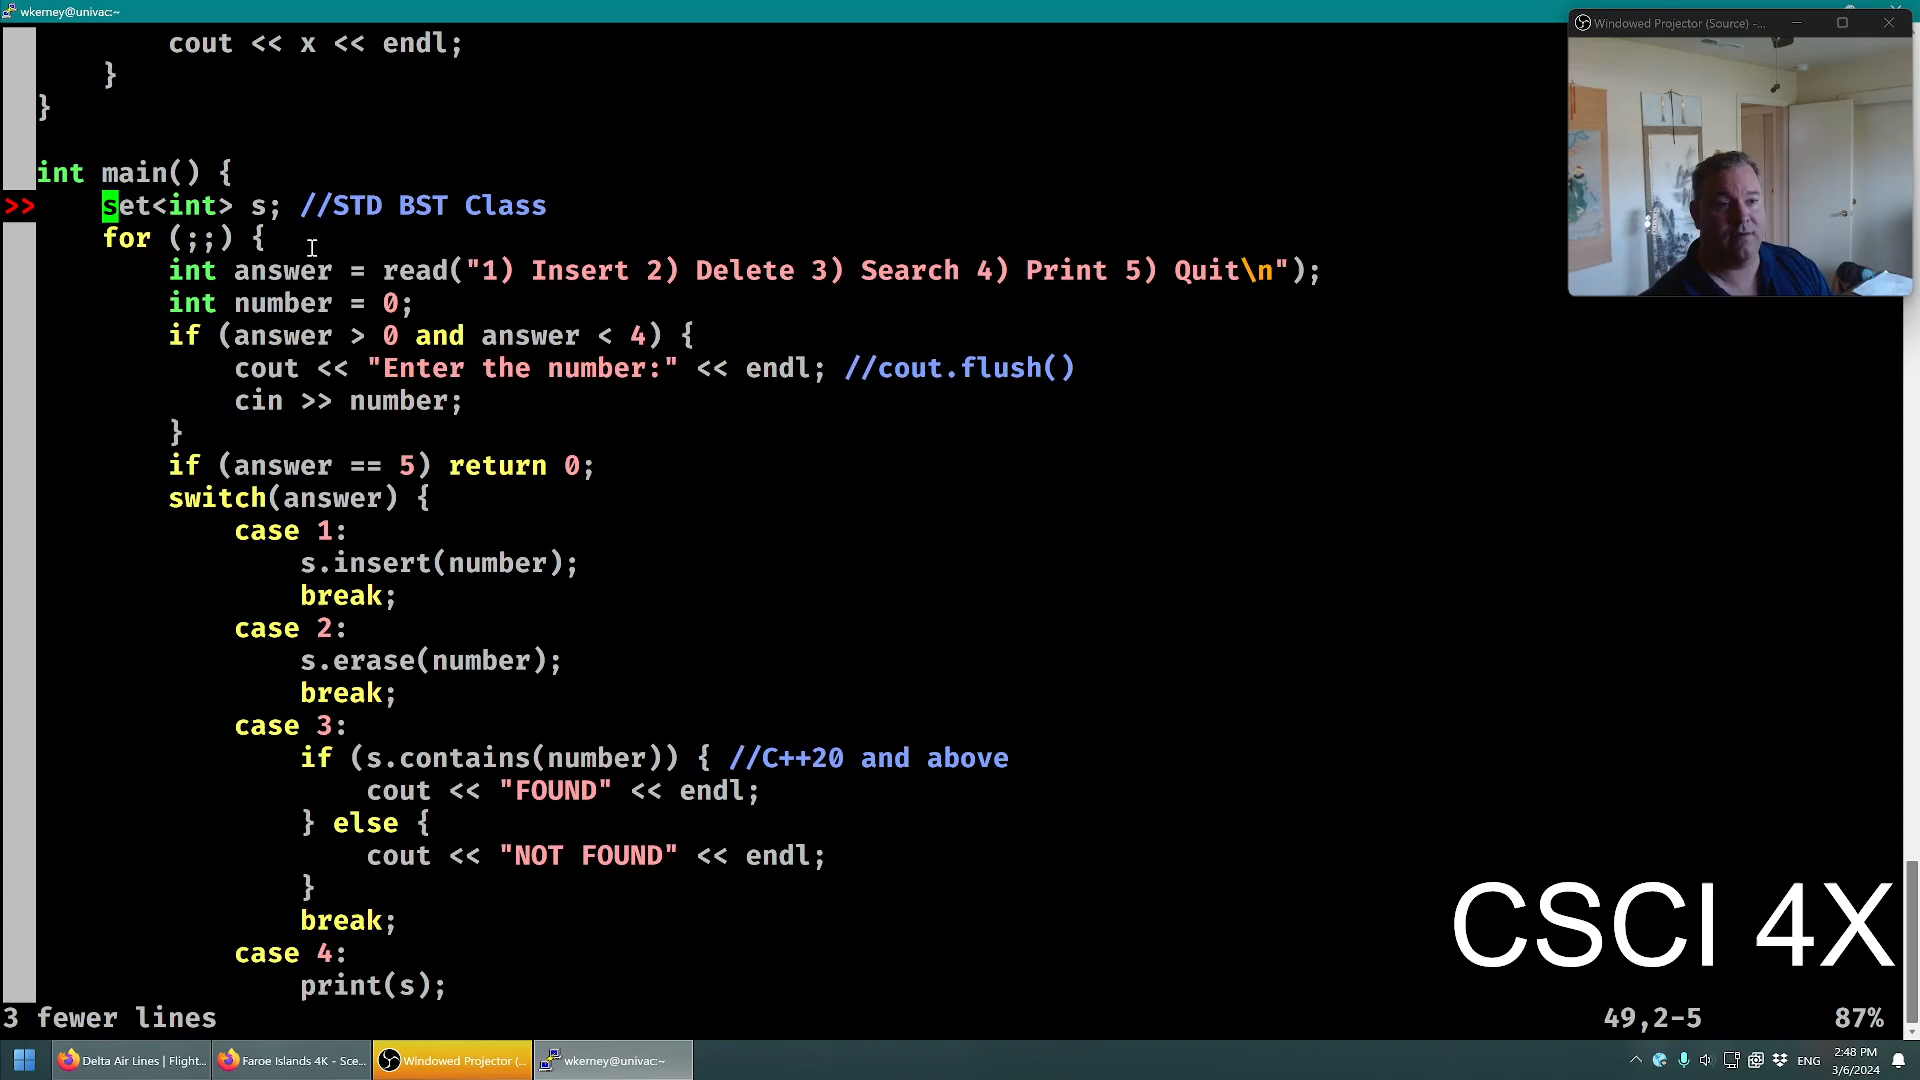 wkerney@univac:~
Windowed Projector (Source) -...
cout << x << endl;
}
}
int main() {
>> set<int> s; //STD BST Class
for (;;) {
int answer = read("1) Insert 2) Delete 3) Search 4) Print 5) Quit\n");
int number = 0;
if (answer > 0 and answer < 4) {
cout << "Enter the number:" << endl; //cout.flush()
cin >> number;
}
if (answer == 5) return 0;
switch(answer) {
case 1:
s.insert(number);
break;
case 2:
s.erase(number);
break;
case 3:
if (s.contains(number)) { //C++20 and above
cout << "FOUND" << endl;
} else {
cout << "NOT FOUND" << endl;
}
break;
case 4:
print(s);
CSCI 4X
3 fewer lines 49,2-5 87%
Delta Air Lines | Flight... Faroe Islands 4K - Sce... Windowed Projector (... wkerney@univac:~ ENG 2:48 PM
3/6/2024